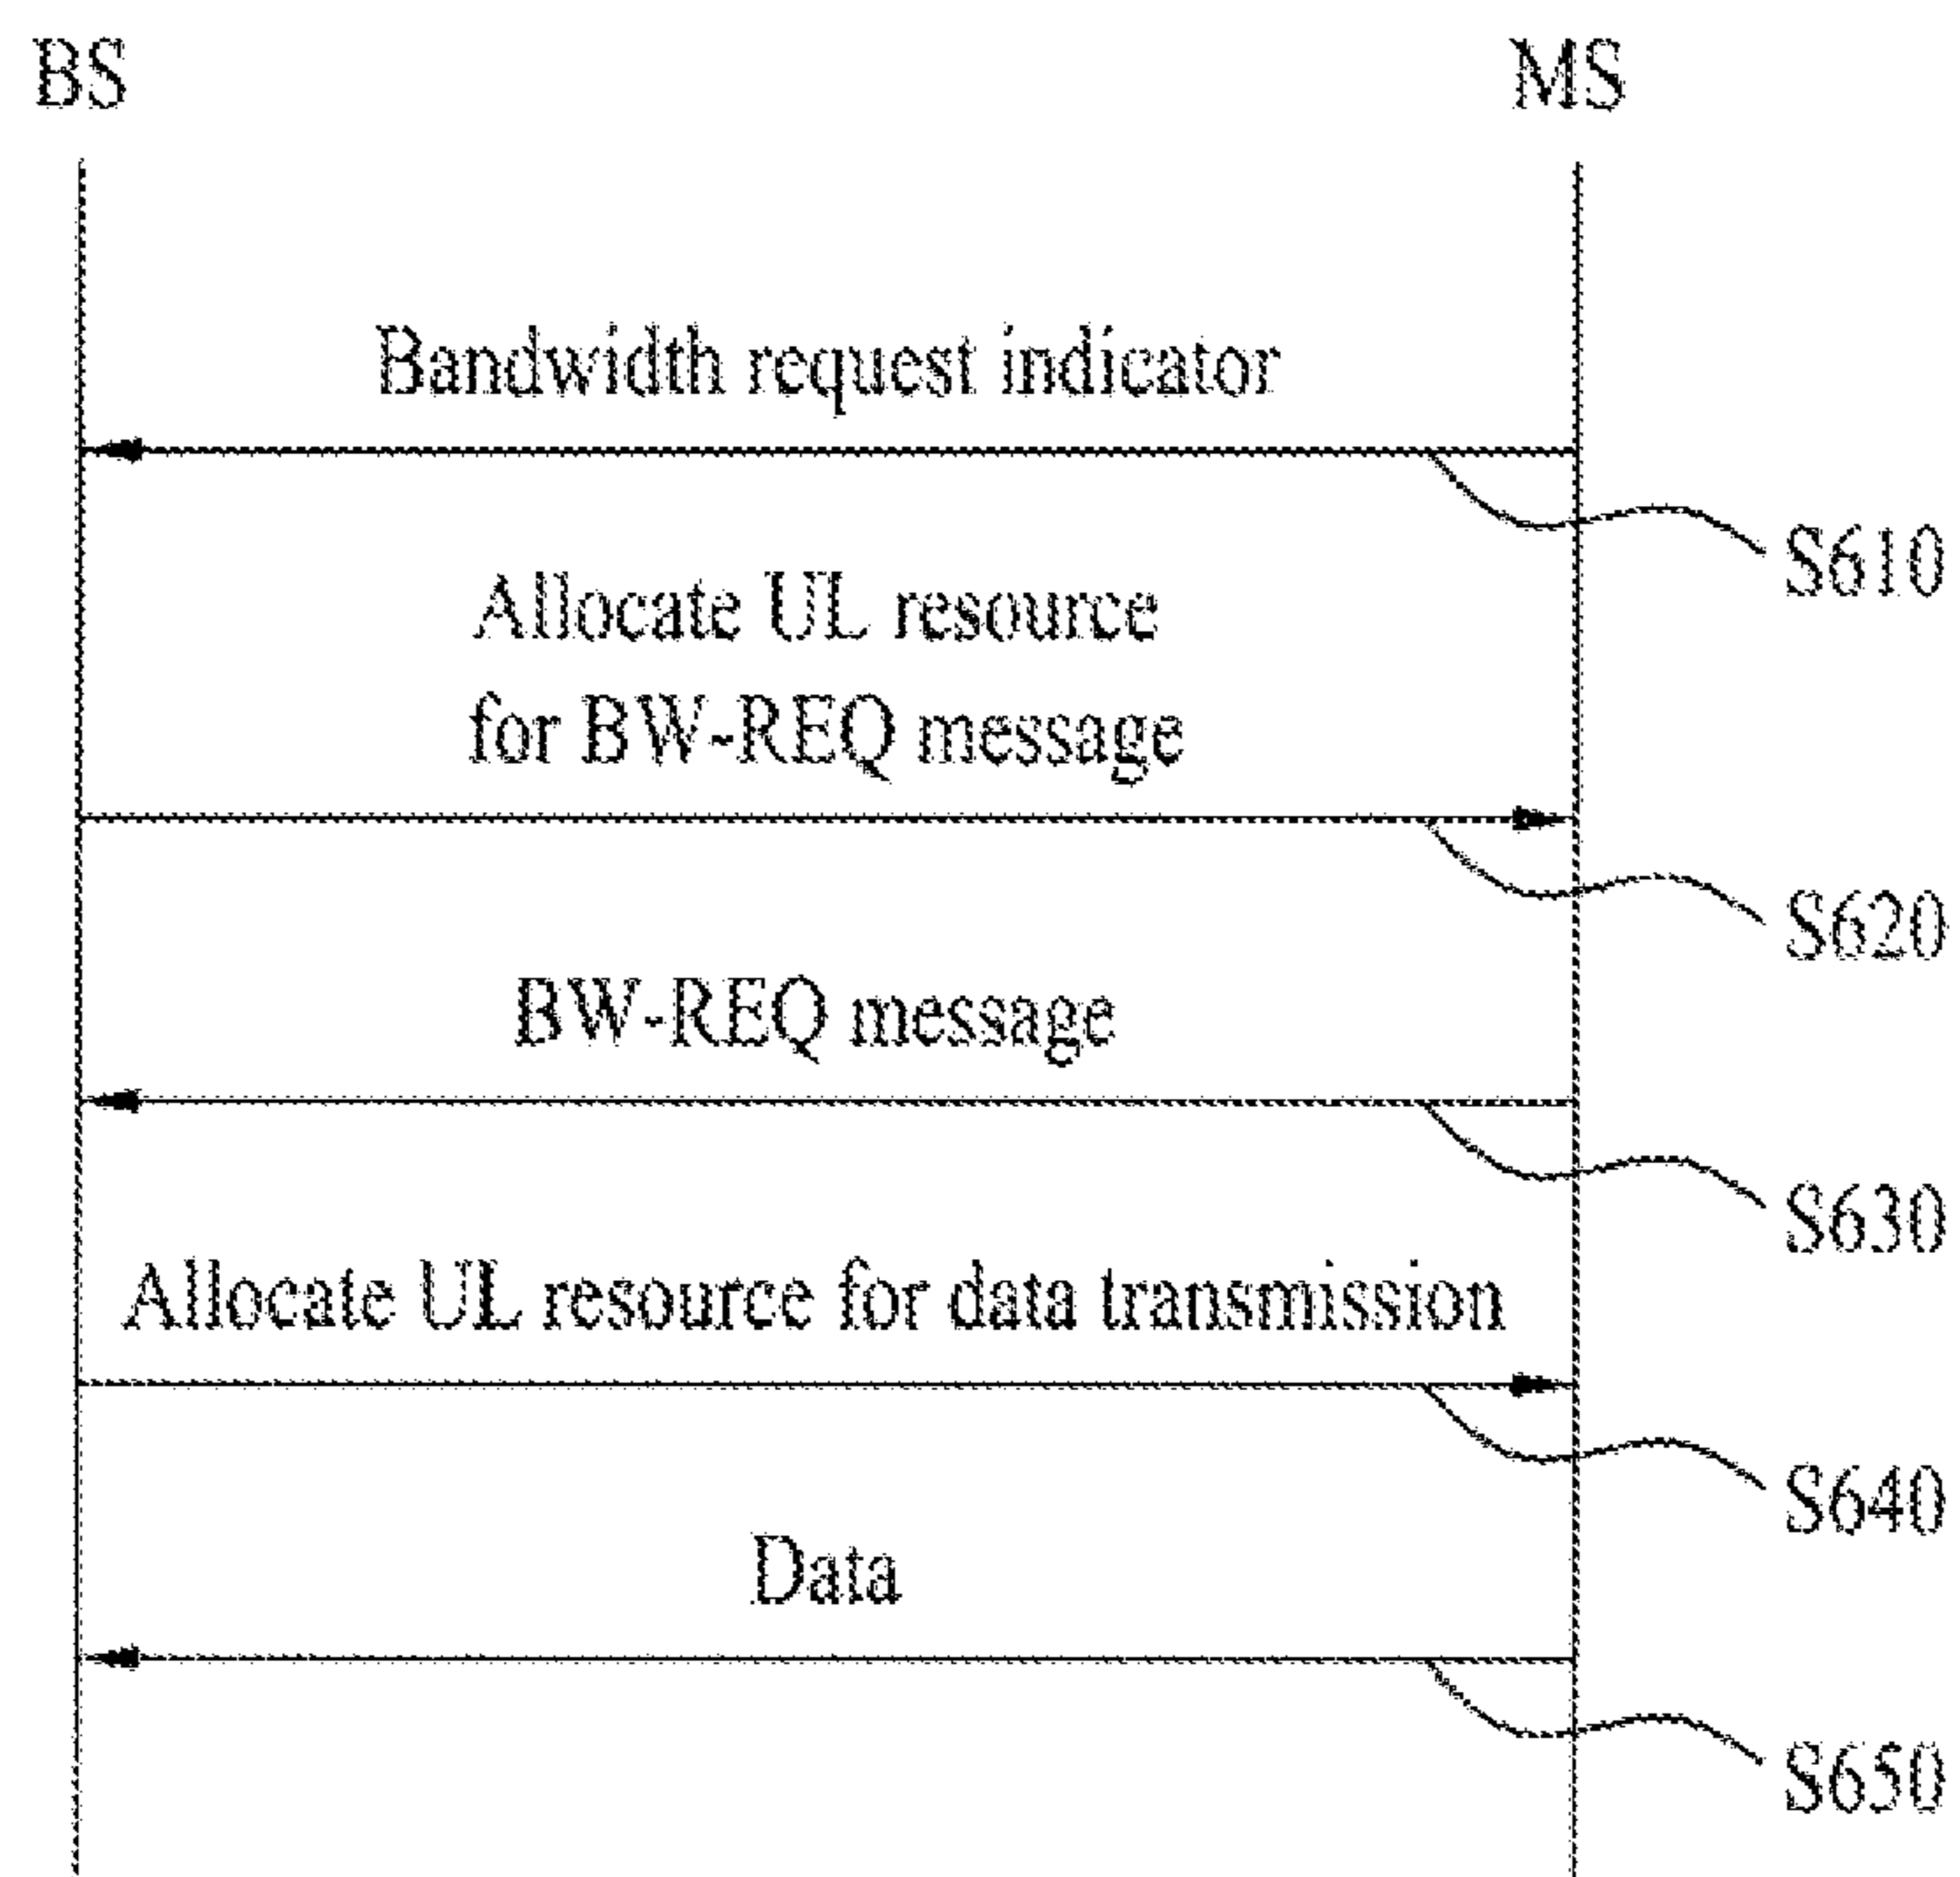 BS
MS
Bandwidth request indicator
S610
Allocate UL resource
for BW-REQ message
S620
BW-REQ message
S630
Allocate UL resource for data transmission
S640
Data
S650